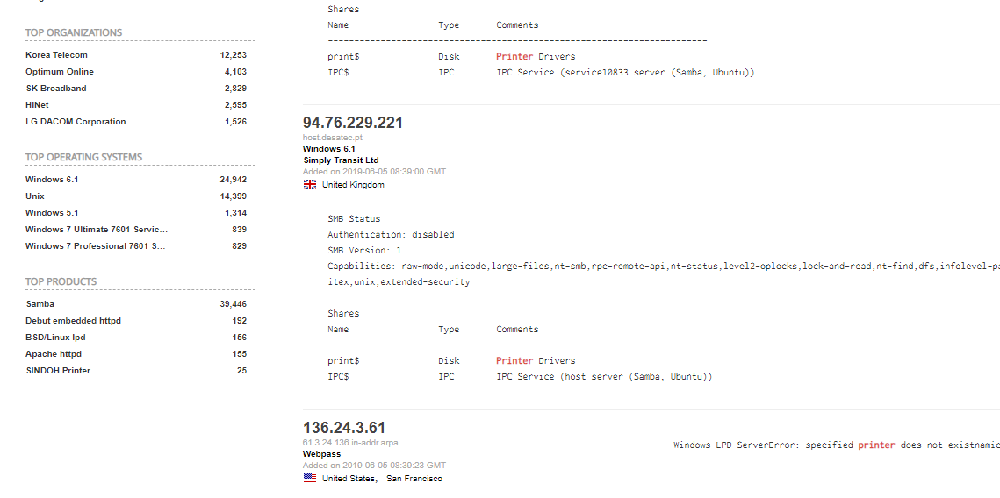 TOP ORGANIZATIONS
Korea Telecom 12,253
Optimum Online 4,103
SK Broadband 2,829
HiNet 2,595
LG DACOM Corporation 1,526
TOP OPERATING SYSTEMS
Windows 6.1 24,942
Unix 14,399
Windows 5.1 1,314
Windows 7 Ultimate 7601 Servic... 839
Windows 7 Professional 7601 S... 829
TOP PRODUCTS
Samba 39,446
Debut embedded httpd 192
BSD/Linux lpd 156
Apache httpd 155
SINDOH Printer 25
Shares
Name Type Comments
------------------------------------------------------------------------
print$ Disk Printer Drivers
IPC$ IPC IPC Service (service10833 server (Samba, Ubuntu))
94.76.229.221
host.desatec.pt
Windows 6.1
Simply Transit Ltd
Added on 2019-06-05 08:39:00 GMT
United Kingdom
SMB Status
Authentication: disabled
SMB Version: 1
Capabilities: raw-mode,unicode,large-files,nt-smb,rpc-remote-api,nt-status,level2-oplocks,lock-and-read,nt-find,dfs,infolevel-pa
itex,unix,extended-security
Shares
Name Type Comments
------------------------------------------------------------------------
print$ Disk Printer Drivers
IPC$ IPC IPC Service (host server (Samba, Ubuntu))
136.24.3.61
61.3.24.136.in-addr.arpa
Webpass
Added on 2019-06-05 08:39:23 GMT
United States, San Francisco
Windows LPD ServerError: specified printer does not existnamic